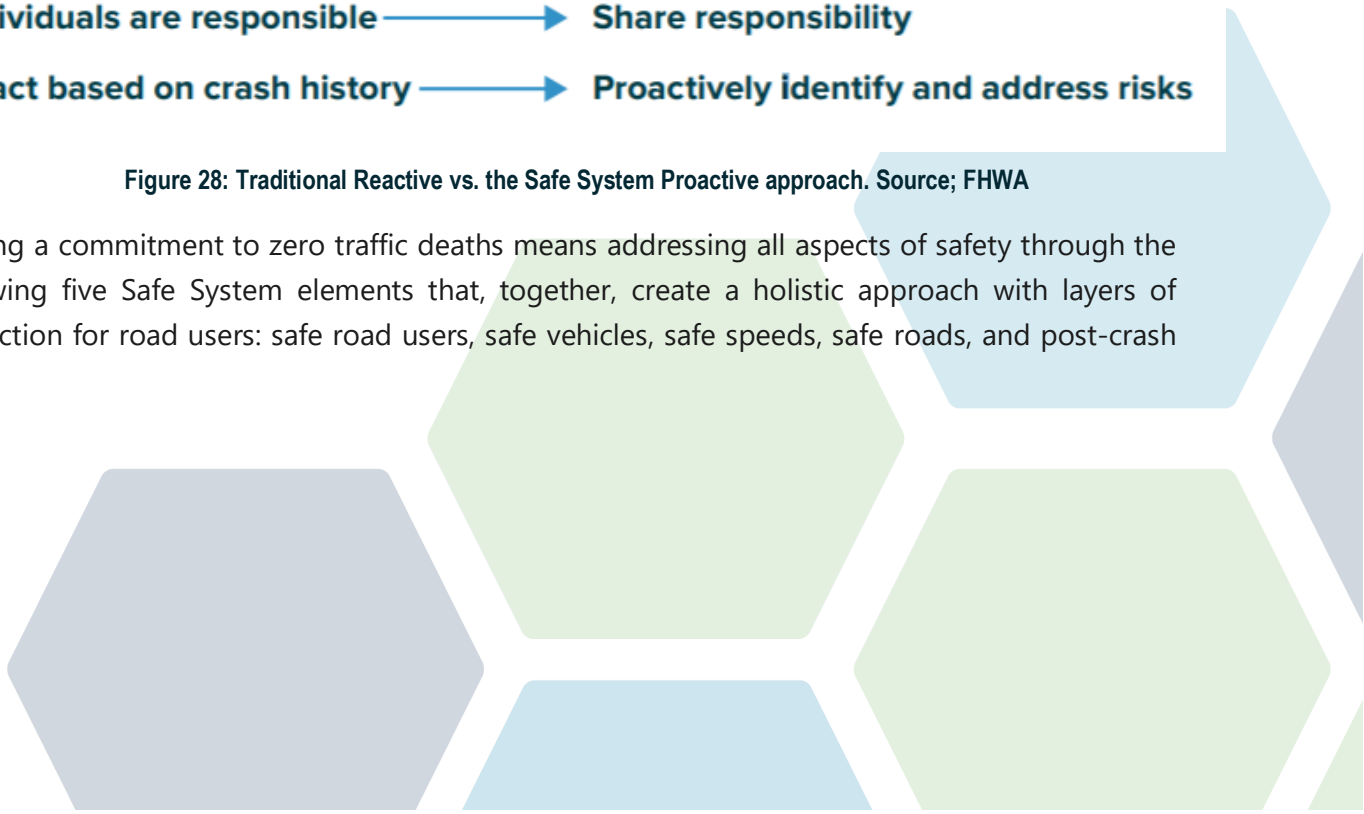 ividuals are responsible Share responsibility
act based on crash history Proactively identify and address risks
Figure 28: Traditional Reactive vs. the Safe System Proactive approach. Source; FHWA
ng a commitment to zero traffic deaths means addressing all aspects of safety through the
wing five Safe System elements that, together, create a holistic approach with layers of
ction for road users: safe road users, safe vehicles, safe speeds, safe roads, and post-crash